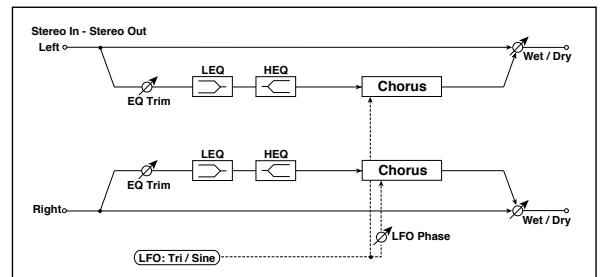 Stereo In - Stereo Out
Left
Wet / Dry
LEQ HEQ
EQ Trim
Chorus
LEQ HEQ
EQ Trim
Chorus
Right
Wet / Dry
LFO Phase
LFO: Tri / Sine